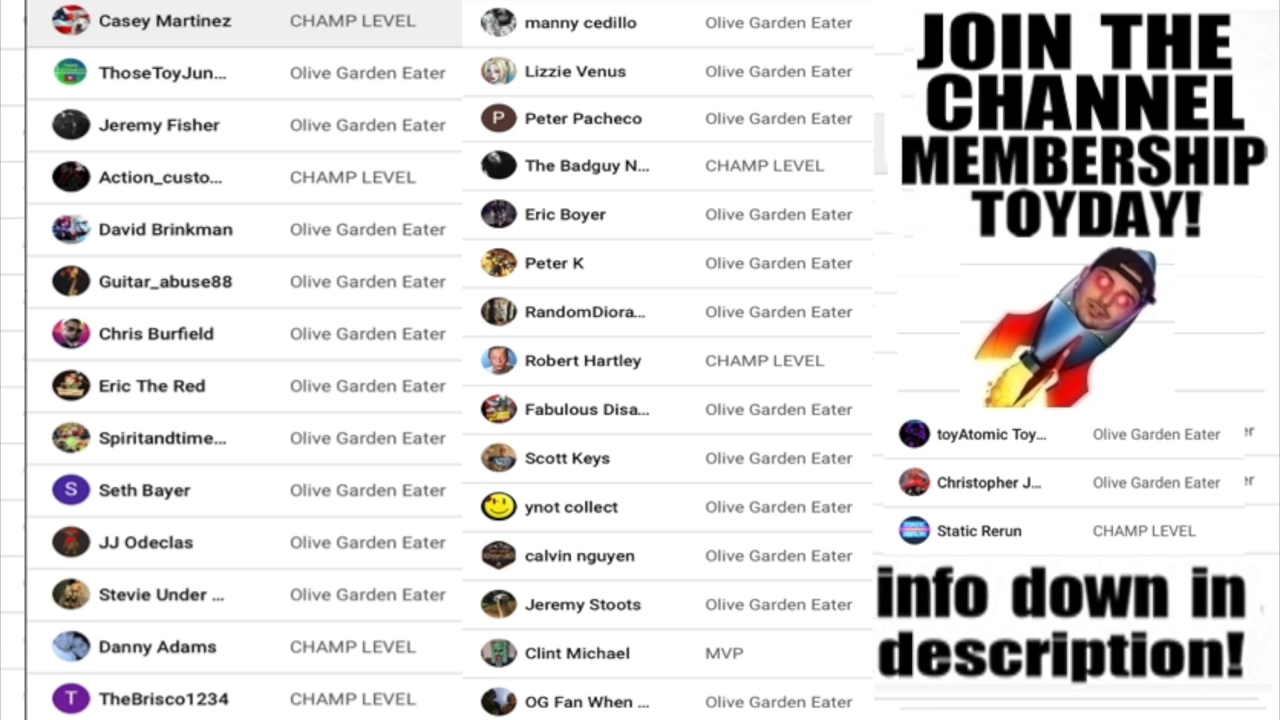 Casey Martinez CHAMP LEVEL
ThoseToyJun... Olive Garden Eater
Jeremy Fisher Olive Garden Eater
Action_custo... CHAMP LEVEL
David Brinkman Olive Garden Eater
Guitar_abuse88 Olive Garden Eater
Chris Burfield Olive Garden Eater
Eric The Red Olive Garden Eater
Spiritandtime... Olive Garden Eater
S Seth Bayer Olive Garden Eater
JJ Odeclas Olive Garden Eater
Stevie Under ... Olive Garden Eater
Danny Adams CHAMP LEVEL
T TheBrisco1234 CHAMP LEVEL
manny cedillo Olive Garden Eater
Lizzie Venus Olive Garden Eater
P Peter Pacheco Olive Garden Eater
The Badguy N... CHAMP LEVEL
Eric Boyer Olive Garden Eater
Peter K Olive Garden Eater
RandomDiora... Olive Garden Eater
Robert Hartley CHAMP LEVEL
Fabulous Disa... Olive Garden Eater
Scott Keys Olive Garden Eater
ynot collect Olive Garden Eater
calvin nguyen Olive Garden Eater
Jeremy Stoots Olive Garden Eater
Clint Michael MVP
OG Fan When ... Olive Garden Eater
JOIN THE
CHANNEL
MEMBERSHIP
TOYDAY!
toyAtomic Toy... Olive Garden Eater
Christopher J... Olive Garden Eater
Static Rerun CHAMP LEVEL
info down in
description!